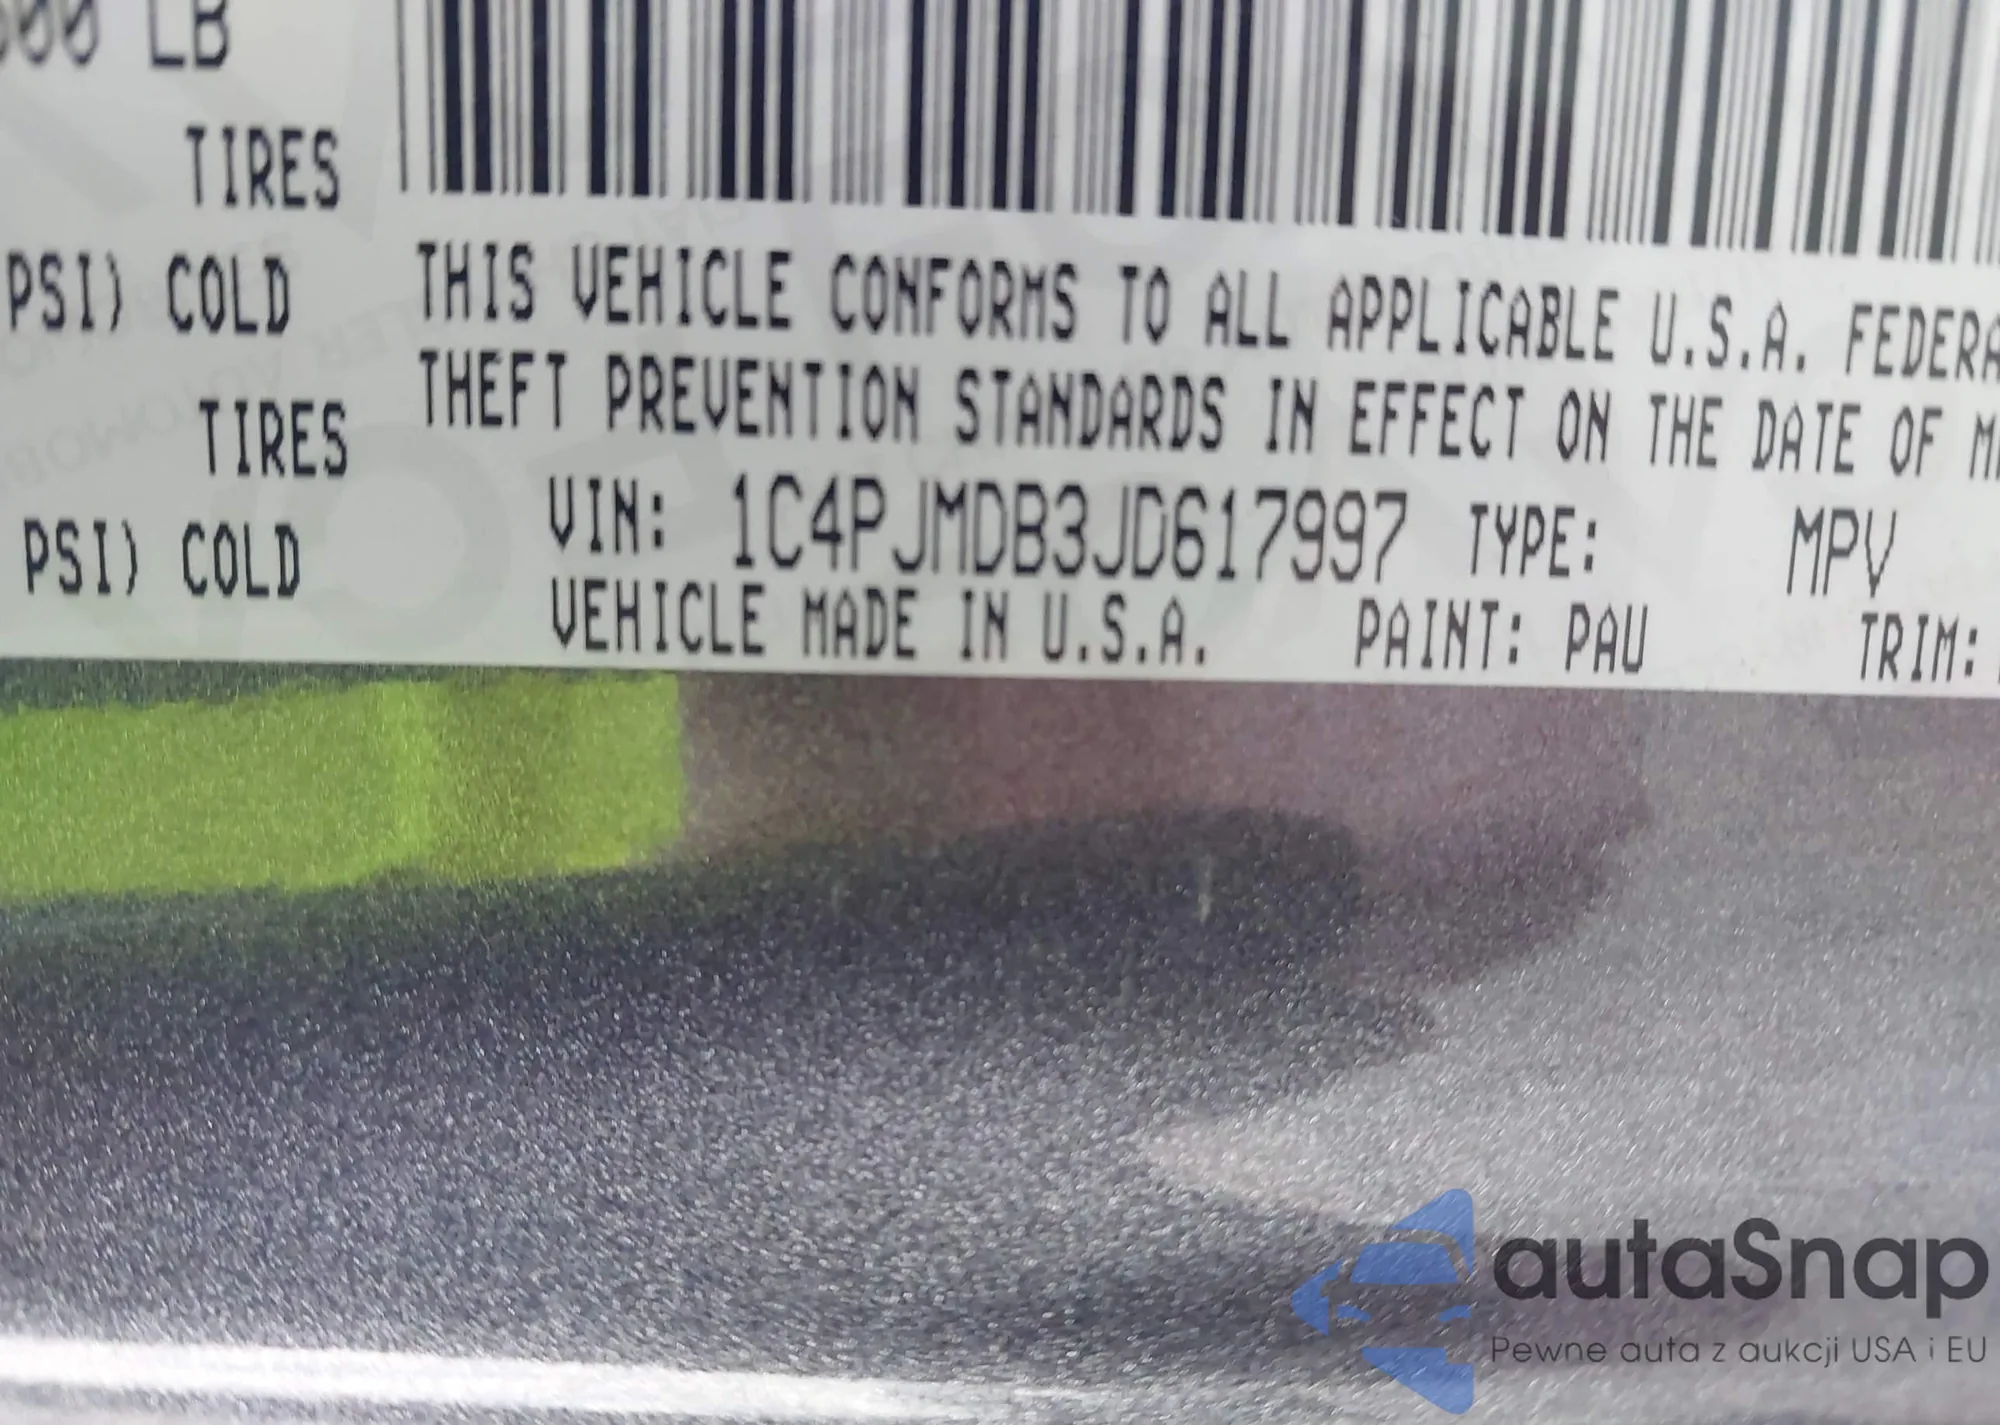 00 LB
TIRES
PSI) COLD
TIRES
PSI) COLD
THIS VEHICLE CONFORMS TO ALL APPLICABLE U.S.A. FEDERA
THEFT PREVENTION STANDARDS IN EFFECT ON THE DATE OF M
VIN: 1C4PJMDB3JD617997 TYPE: MPV
VEHICLE MADE IN U.S.A. PAINT: PAU TRIM:
autaSnap
Pewne auta z aukcji USA i EU